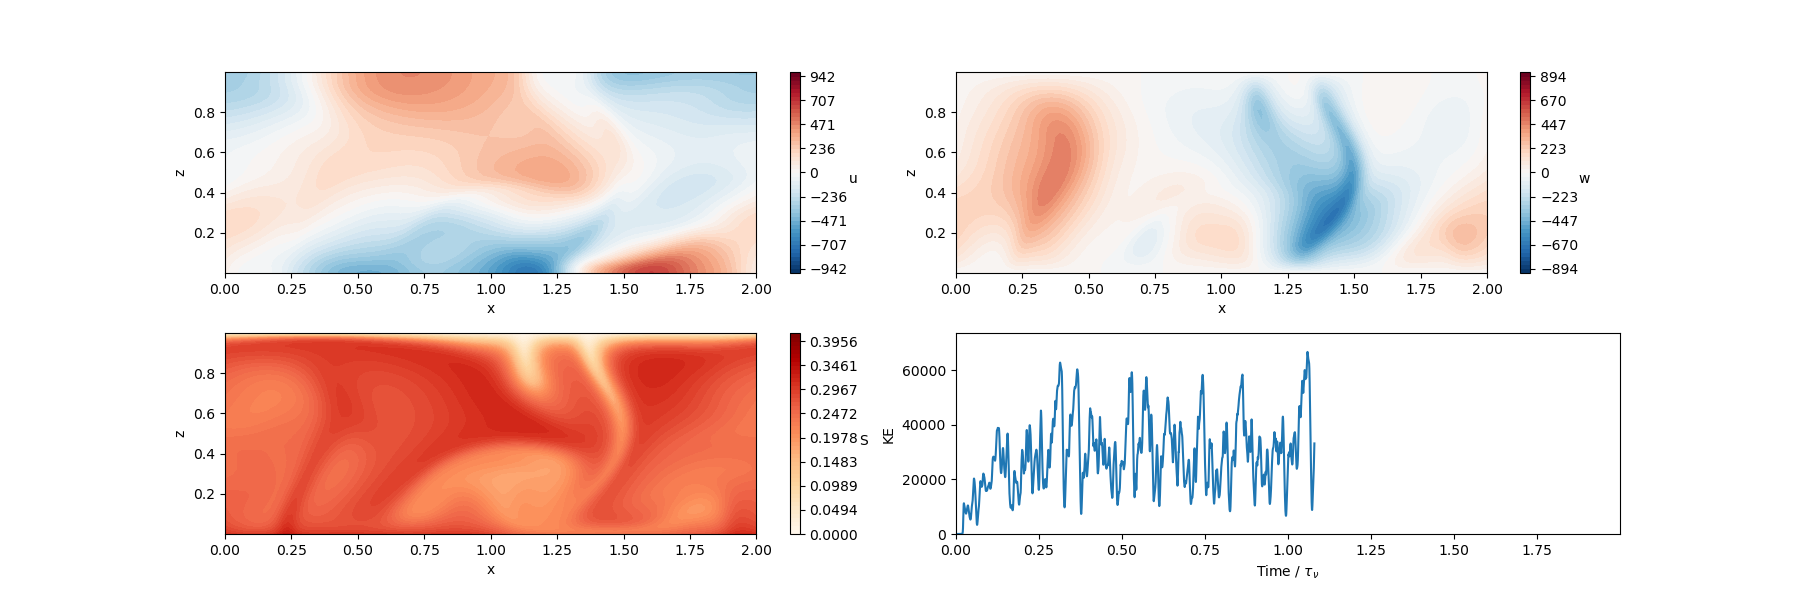 0.8
0.6
0.4
0.2
z
0.00 0.25 0.50 0.75 1.00 1.25 1.50 1.75 2.00
x
942
707
471
236
0
−236
−471
−707
−942
u
0.8
0.6
0.4
0.2
z
0.00 0.25 0.50 0.75 1.00 1.25 1.50 1.75 2.00
x
894
670
447
223
0
−223
−447
−670
−894
w
0.8
0.6
0.4
0.2
z
0.00 0.25 0.50 0.75 1.00 1.25 1.50 1.75 2.00
x
0.3956
0.3461
0.2967
0.2472
0.1978
0.1483
0.0989
0.0494
0.0000
S
60000
40000
20000
0
KE
0.00 0.25 0.50 0.75 1.00 1.25 1.50 1.75
Time / τν